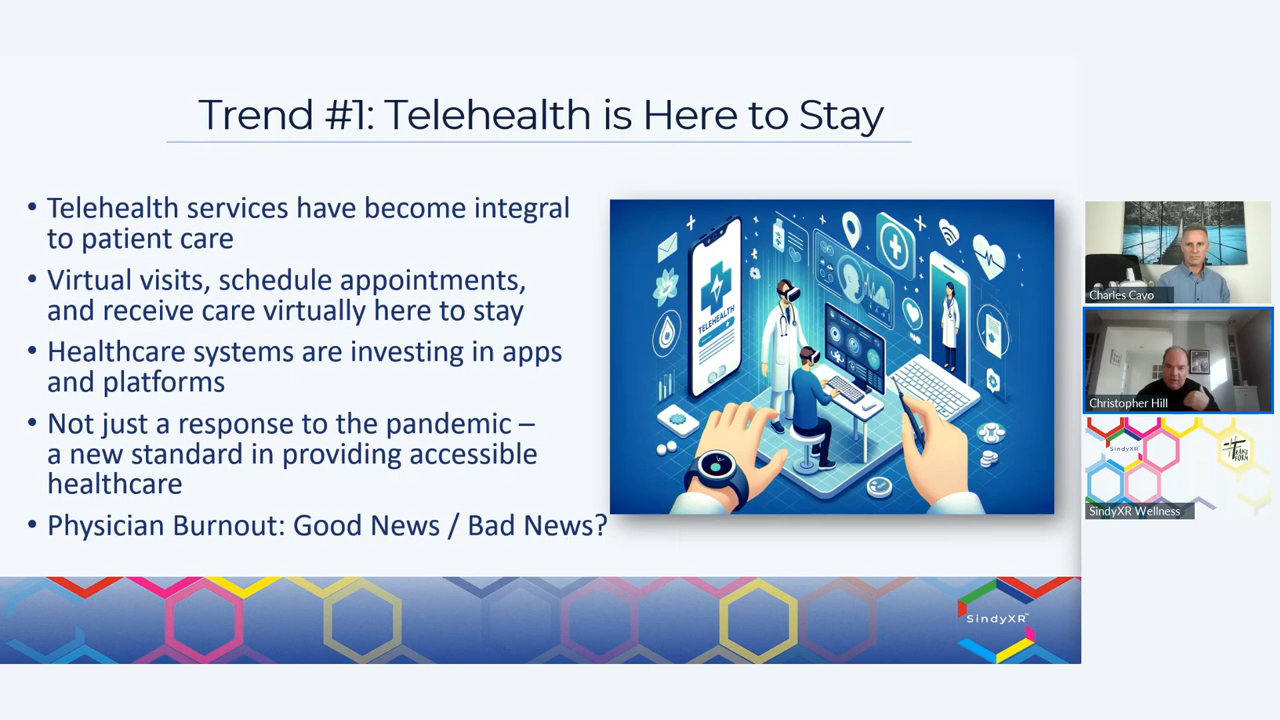 Trend #1: Telehealth is Here to Stay
• Telehealth services have become integral
to patient care
• Virtual visits, schedule appointments,
and receive care virtually here to stay
• Healthcare systems are investing in apps
and platforms
• Not just a response to the pandemic –
a new standard in providing accessible
healthcare
• Physician Burnout: Good News / Bad News?
TELEHEALTH
SindyXR™
Charles Cavo
Christopher Hill
SindyXR
SindyXR Wellness